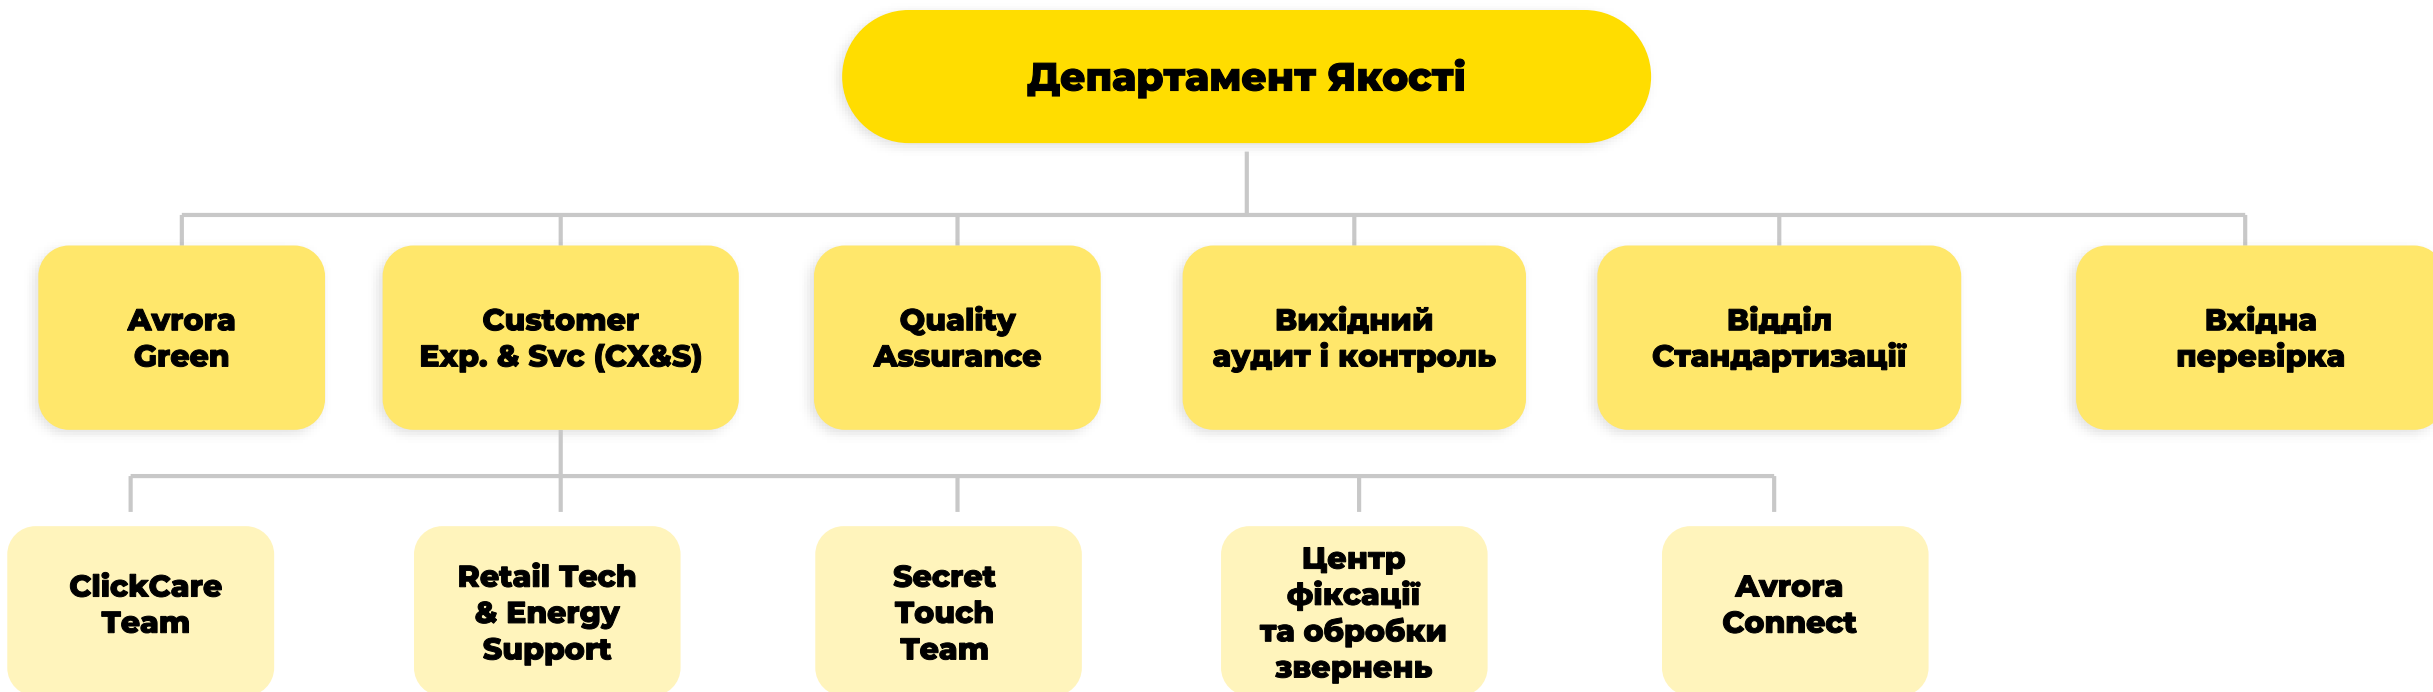 Департамент Якості
Avrora
Green
Customer
Exp. & Svc (CX&S)
Quality
Assurance
Вихідний
аудит і контроль
Відділ
Стандартизації
Вхідна
перевірка
ClickCare
Team
Retail Tech
& Energy
Support
Secret
Touch
Team
Центр
фіксації
та обробки
звернень
Avrora
Connect